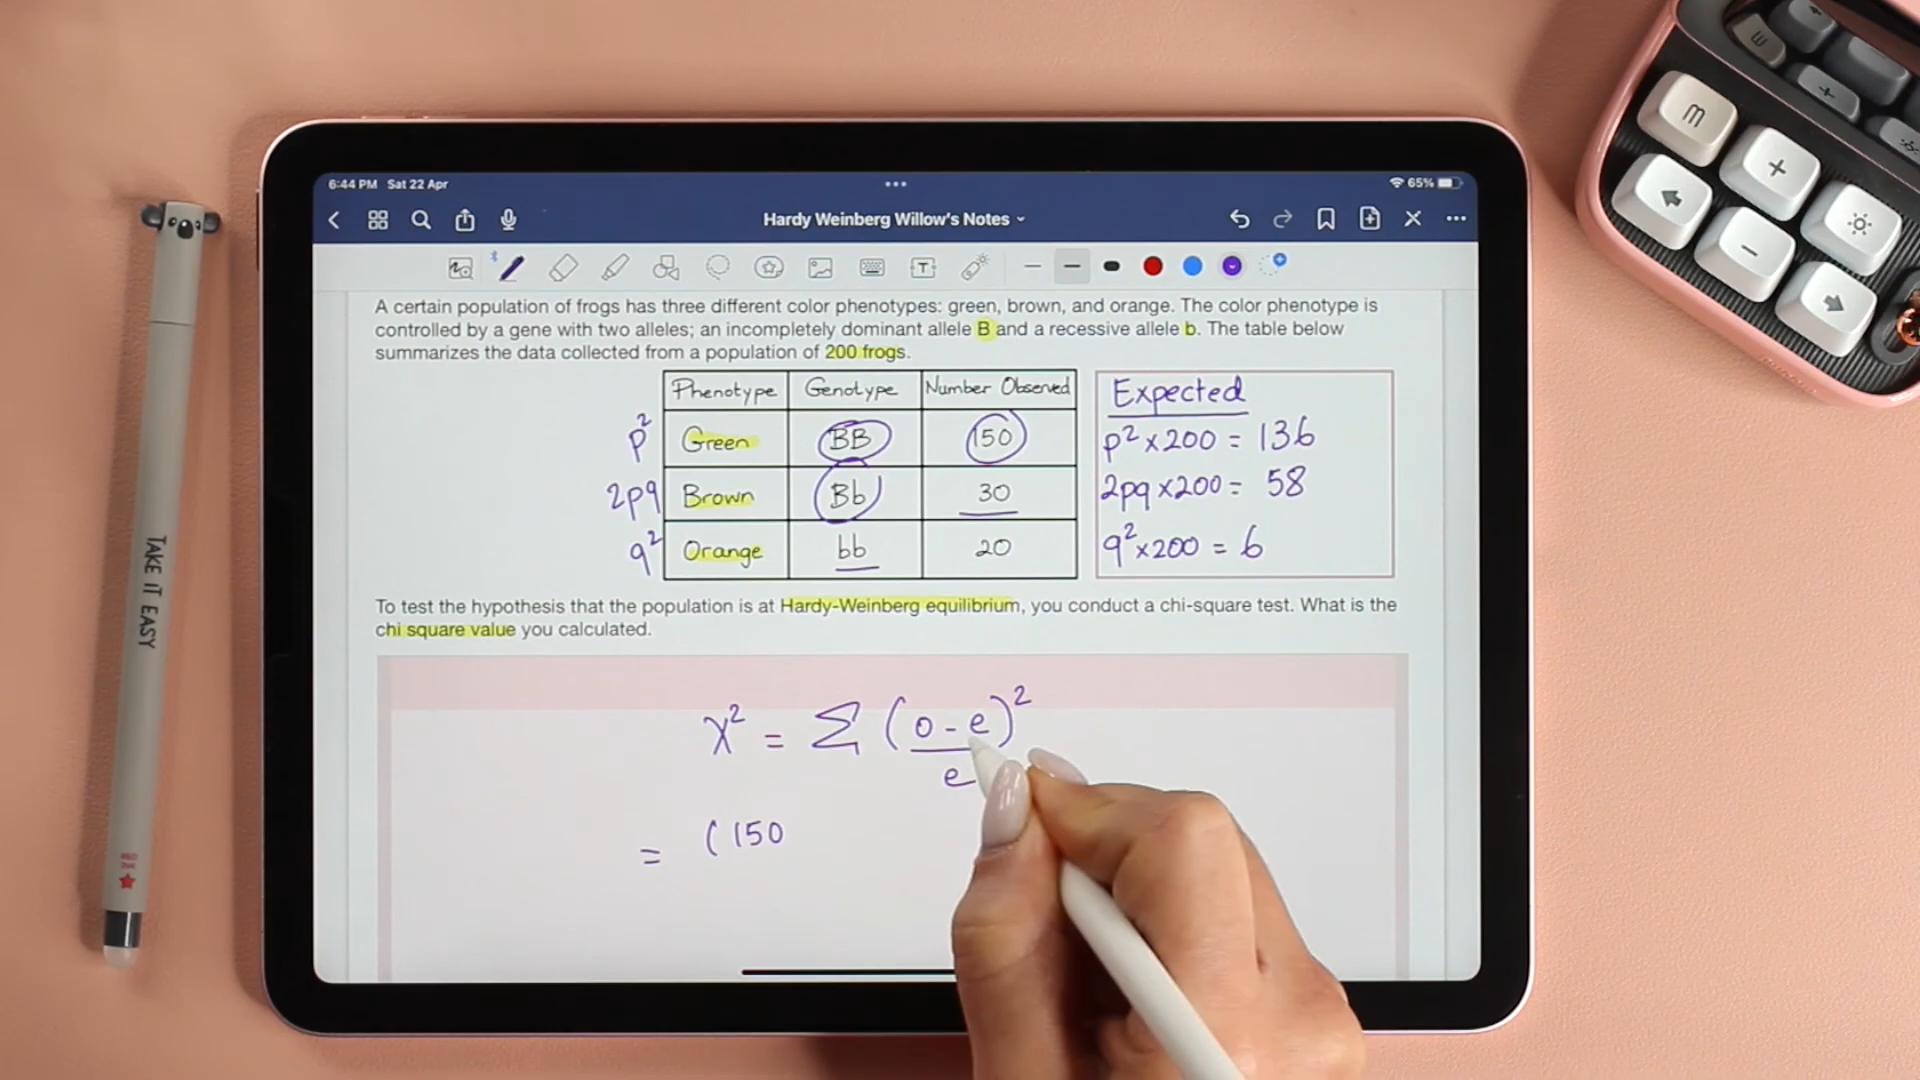 6:44 PM Sat 22 Apr
65%
Hardy Weinberg Willow's Notes
T
A certain population of frogs has three different color phenotypes: green, brown, and orange. The color phenotype is
controlled by a gene with two alleles; an incompletely dominant allele B and a recessive allele b. The table below
summarizes the data collected from a population of 200 frogs.
Phenotype Genotype Number Observed
p² Green BB 150
2pq Brown Bb 30
q² Orange bb 20
Expected
p² x 200 = 136
2pq x 200 = 58
q² x 200 = 6
To test the hypothesis that the population is at Hardy-Weinberg equilibrium, you conduct a chi-square test. What is the
chi square value you calculated.
χ² = Σ (o - e)²
e
= (150
TAKE IT EASY
m
+
-